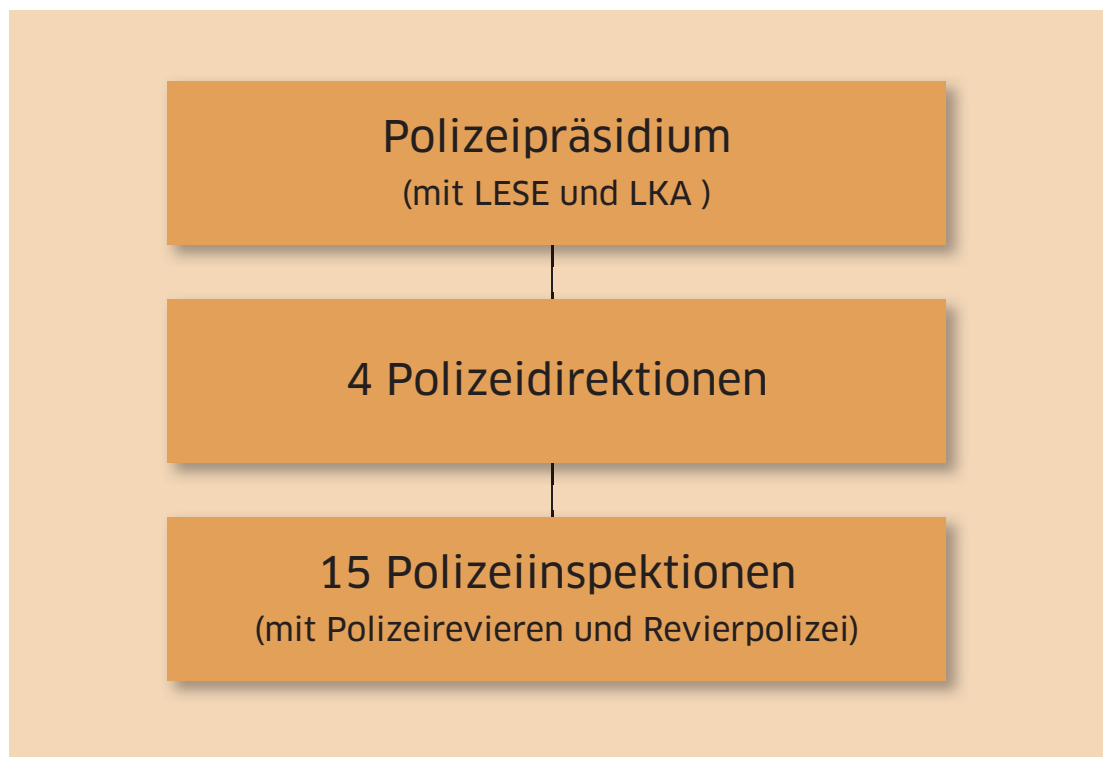 Polizeipräsidium
(mit LESE und LKA )
4 Polizeidirektionen
15 Polizeiinspektionen
(mit Polizeirevieren und Revierpolizei)